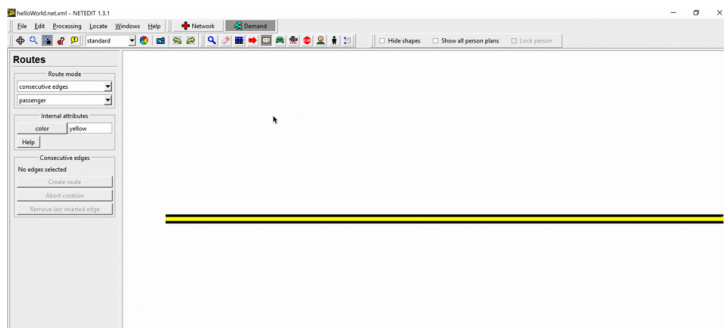 helloWorld.net.xml - NETEDIT 1.3.1
File Edit Processing Locate Windows Help Network Demand
standard Hide shapes Show all person plans Lock person
Routes
Route mode
consecutive edges
passenger
Internal attributes
color yellow
Help
Consecutive edges
No edges selected
Create route
Abort creation
Remove last inserted edge